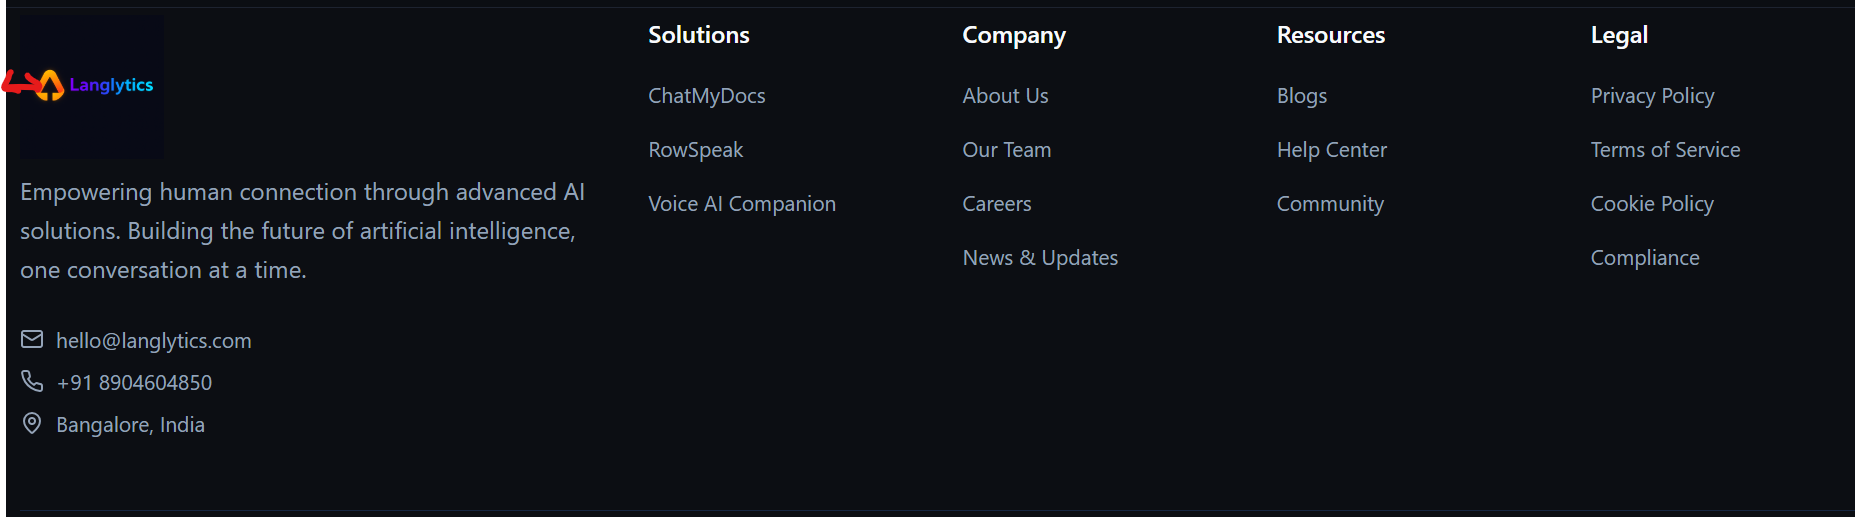 Langlytics
Empowering human connection through advanced AI
solutions. Building the future of artificial intelligence,
one conversation at a time.
hello@langlytics.com
+91 8904604850
Bangalore, India
Solutions
ChatMyDocs
RowSpeak
Voice AI Companion
Company
About Us
Our Team
Careers
News & Updates
Resources
Blogs
Help Center
Community
Legal
Privacy Policy
Terms of Service
Cookie Policy
Compliance